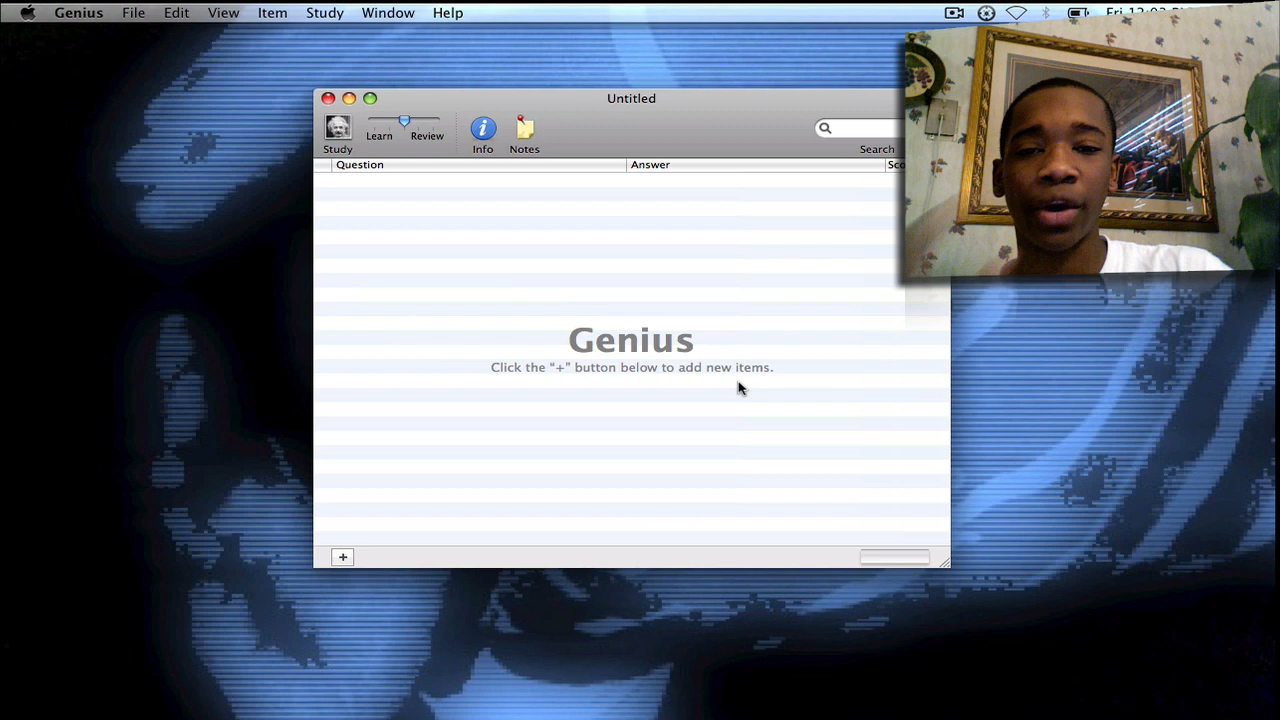 Genius File Edit View Item Study Window Help
Untitled
Learn Review
Study Info Notes Search
Question Answer Sco
Genius
Click the “+” button below to add new items.